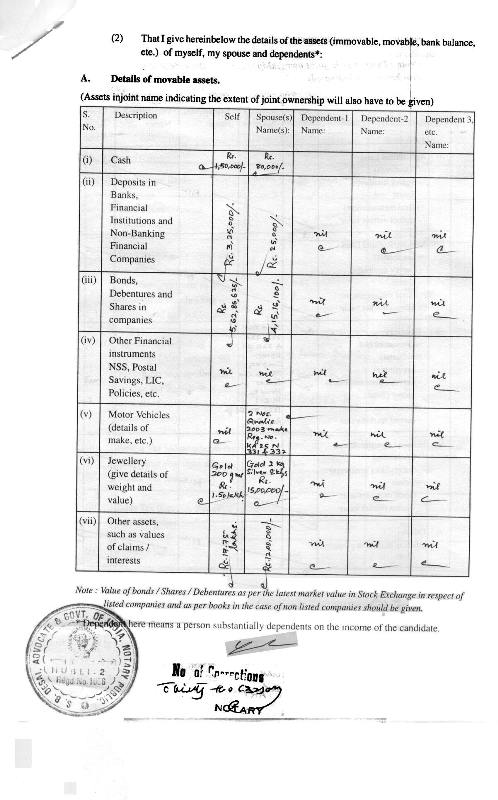 (2) That I give hereinbelow the details of the assets (immovable, movable, bank balance,
etc.) of myself, my spouse and dependents*:
A. Details of movable assets.
(Assets injoint name indicating the extent of joint ownership will also have to be given)
S. No. Description Self Spouse(s) Name(s): Dependent-1 Name: Dependent-2 Name: Dependent 3, etc. Name:
(i) Cash Rs. 1,50,000/- Rs. 80,000/-
(ii) Deposits in
Banks,
Financial
Institutions and
Non-Banking
Financial
Companies
Rs. 3,25,000/- Rs. 25,000/- nil nil nil
(iii) Bonds,
Debentures and
Shares in
companies
Rs 5,62,85,625/- Rs 4,15,16,100/- nil nil nil
(iv) Other Financial
instruments
NSS, Postal
Savings, LIC,
Policies, etc.
nil nil nil nil nil
(v) Motor Vehicles
(details of
make, etc.)
nil
2 Nos.
Qualis
2003 make
Reg. No.
KA 25 N
331 & 332
nil nil nil
(vi) Jewellery
(give details of
weight and
value)
Gold
200 gms
Rs.
1.50 lakhs
Gold 2 kg
Silver 8 kgs
Rs.
15,00,000/-
nil nil nil
(vii) Other assets,
such as values
of claims /
interests
Rs. 17.75 lakhs. Rs. 12,00,000/- nil nil nil
Note : Value of bonds / Shares / Debentures as per the latest market value in Stock Exchange in respect of
listed companies and as per books in the case of non listed companies should be given.
* Dependent here means a person substantially dependents on the income of the candidate.
S. B. DESAI, ADVOCATE & GOVT. OF INDIA, NOTARY PUBLIC
HUBLI-2
Regd. No.
No of Corrections
NOTARY